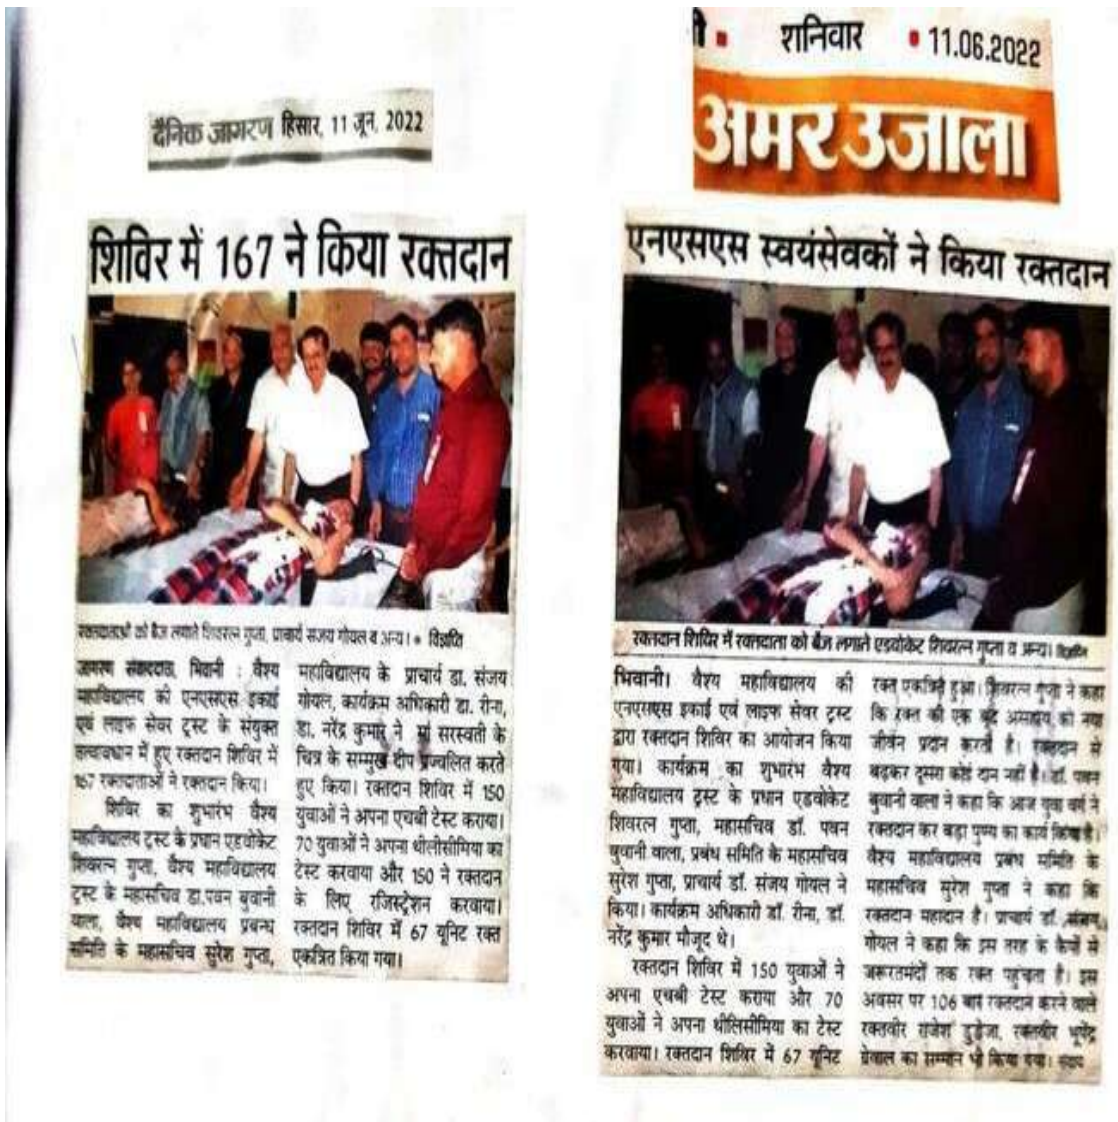 दैनिक जागरण हिसार, 11 जून, 2022
शिविर में 167 ने किया रक्तदान
रक्तदाताओं को बैज लगाते शिवरत्न गुप्ता, प्राचार्य संजय गोयल व अन्य। • विज्ञप्ति
जागरण संवाददाता, भिवानी : वैश्य
महाविद्यालय की एनएसएस इकाई
एवं लाइफ सेवर ट्रस्ट के संयुक्त
तत्वावधान में हुए रक्तदान शिविर में
167 रक्तदाताओं ने रक्तदान किया।
शिविर का शुभारंभ वैश्य
महाविद्यालय ट्रस्ट के प्रधान एडवोकेट
शिवरत्न गुप्ता, वैश्य महाविद्यालय
ट्रस्ट के महासचिव डा.पवन बुवानी
वाला, वैश्य महाविद्यालय प्रबन्ध
समिति के महासचिव सुरेश गुप्ता,
महाविद्यालय के प्राचार्य डा. संजय
गोयल, कार्यक्रम अधिकारी डा. रीना,
डा. नरेंद्र कुमार ने मां सरस्वती के
चित्र के सम्मुख दीप प्रज्वलित करते
हुए किया। रक्तदान शिविर में 150
युवाओं ने अपना एचबी टेस्ट कराया।
70 युवाओं ने अपना थीलीसीमिया का
टेस्ट करवाया और 150 ने रक्तदान
के लिए रजिस्ट्रेशन करवाया।
रक्तदान शिविर में 67 यूनिट रक्त
एकत्रित किया गया।
शनिवार • 11.06.2022
अमर उजाला
एनएसएस स्वयंसेवकों ने किया रक्तदान
रक्तदान शिविर में रक्तदाता को बैज लगाते एडवोकेट शिवरत्न गुप्ता व अन्य। विज्ञप्ति
भिवानी। वैश्य महाविद्यालय की
एनएसएस इकाई एवं लाइफ सेवर ट्रस्ट
द्वारा रक्तदान शिविर का आयोजन किया
गया। कार्यक्रम का शुभारंभ वैश्य
महाविद्यालय ट्रस्ट के प्रधान एडवोकेट
शिवरत्न गुप्ता, महासचिव डॉ. पवन
बुवानी वाला, प्रबंध समिति के महासचिव
सुरेश गुप्ता, प्राचार्य डॉ. संजय गोयल ने
किया। कार्यक्रम अधिकारी डॉ. रीना, डॉ.
नरेंद्र कुमार मौजूद थे।
रक्तदान शिविर में 150 युवाओं ने
अपना एचबी टेस्ट कराया और 70
युवाओं ने अपना थीलिसीमिया का टेस्ट
करवाया। रक्तदान शिविर में 67 यूनिट
रक्त एकत्रित हुआ। शिवरत्न गुप्ता ने कहा
कि रक्त की एक बूंद असहाय को नया
जीवन प्रदान करती है। रक्तदान से
बढ़कर दूसरा कोई दान नहीं है। डॉ. पवन
बुवानी वाला ने कहा कि आज युवा वर्ग ने
रक्तदान कर बड़ा पुण्य का कार्य किया है।
वैश्य महाविद्यालय प्रबंध समिति के
महासचिव सुरेश गुप्ता ने कहा कि
रक्तदान महादान है। प्राचार्य डॉ. संजय
गोयल ने कहा कि इस तरह के कैंपों से
जरूरतमंदों तक रक्त पहुंचता है। इस
अवसर पर 106 बार रक्तदान करने वाले
रक्तवीर राजेश डुडेजा, रक्तवीर भूपेंद्र
ग्रेवाल का सम्मान भी किया गया। संवाद